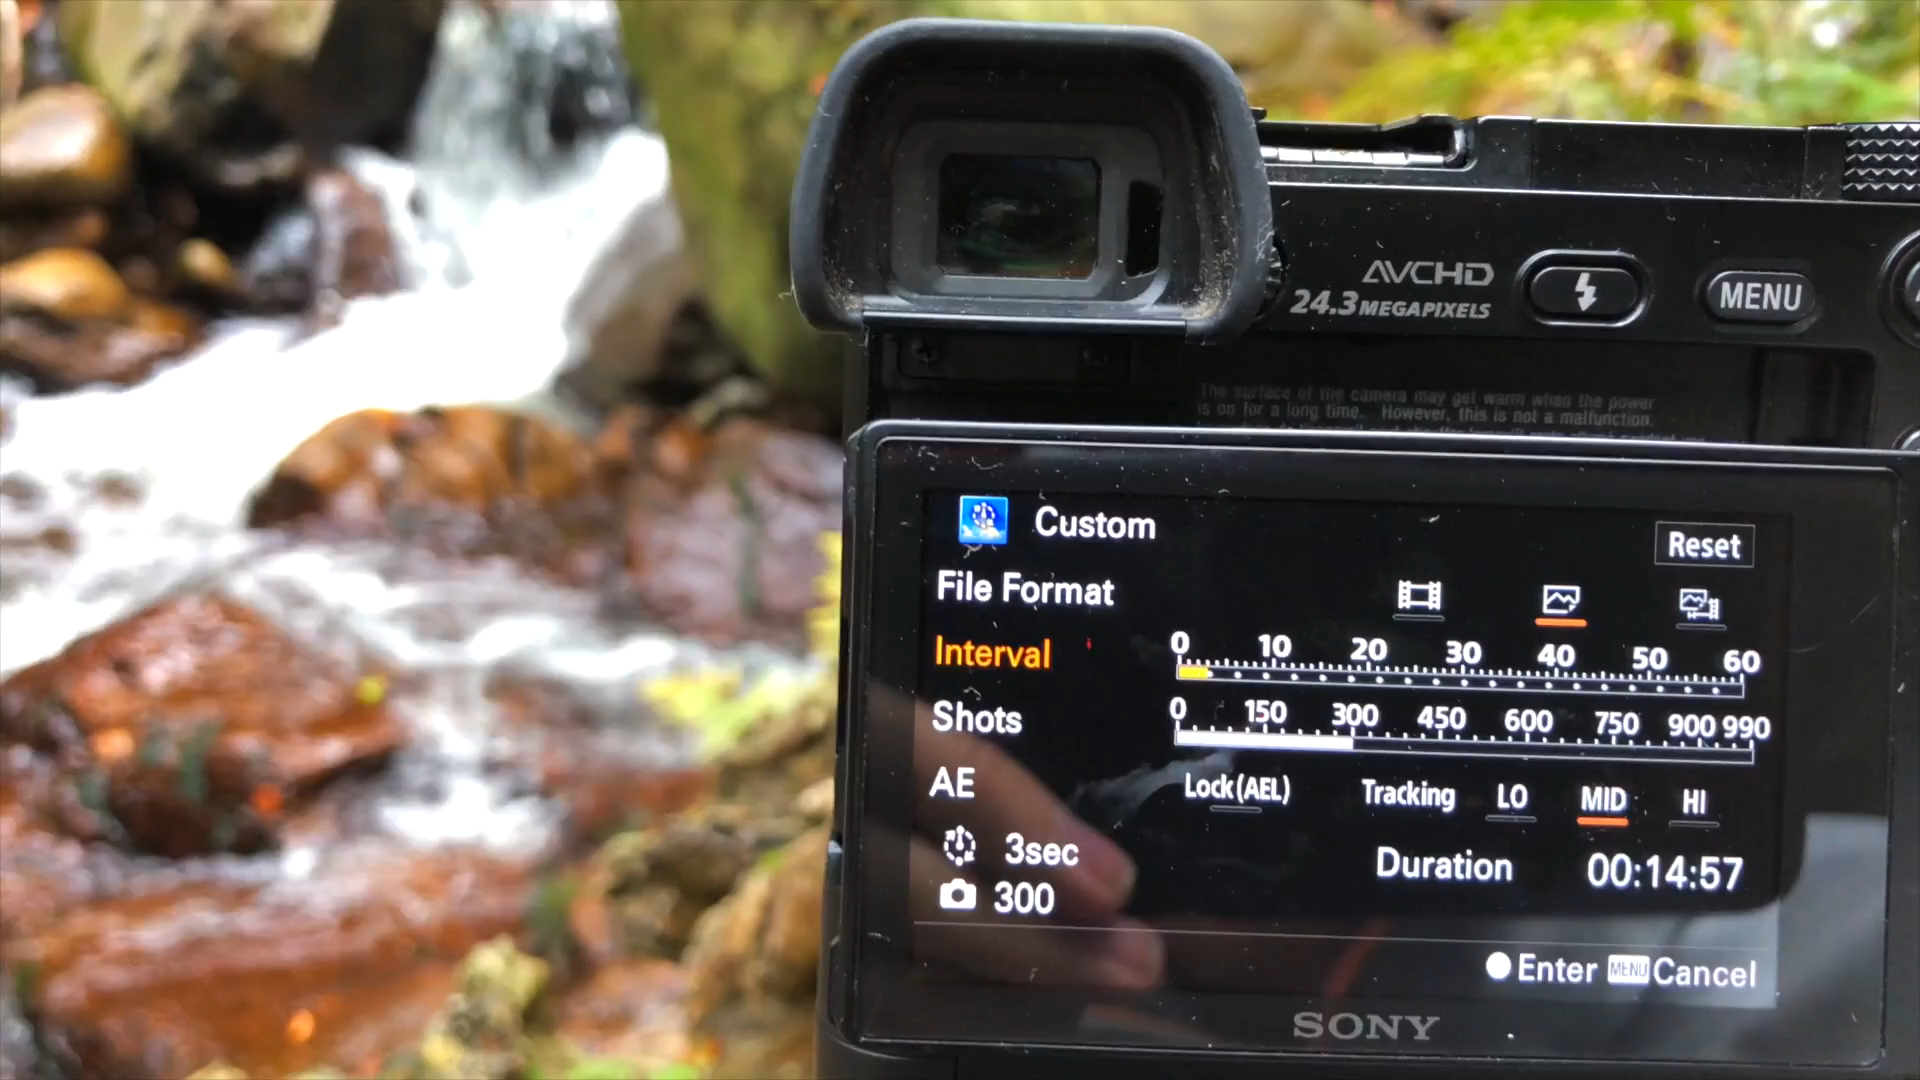 AVCHD
24.3 MEGAPIXELS
MENU
The surface of the camera may get warm when the power
is on for a long time. However, this is not a malfunction.
Custom
Reset
File Format
Interval
0 10 20 30 40 50 60
Shots
0 150 300 450 600 750 900 990
AE
Lock(AEL) Tracking LO MID HI
3sec
Duration 00:14:57
300
Enter MENU Cancel
SONY